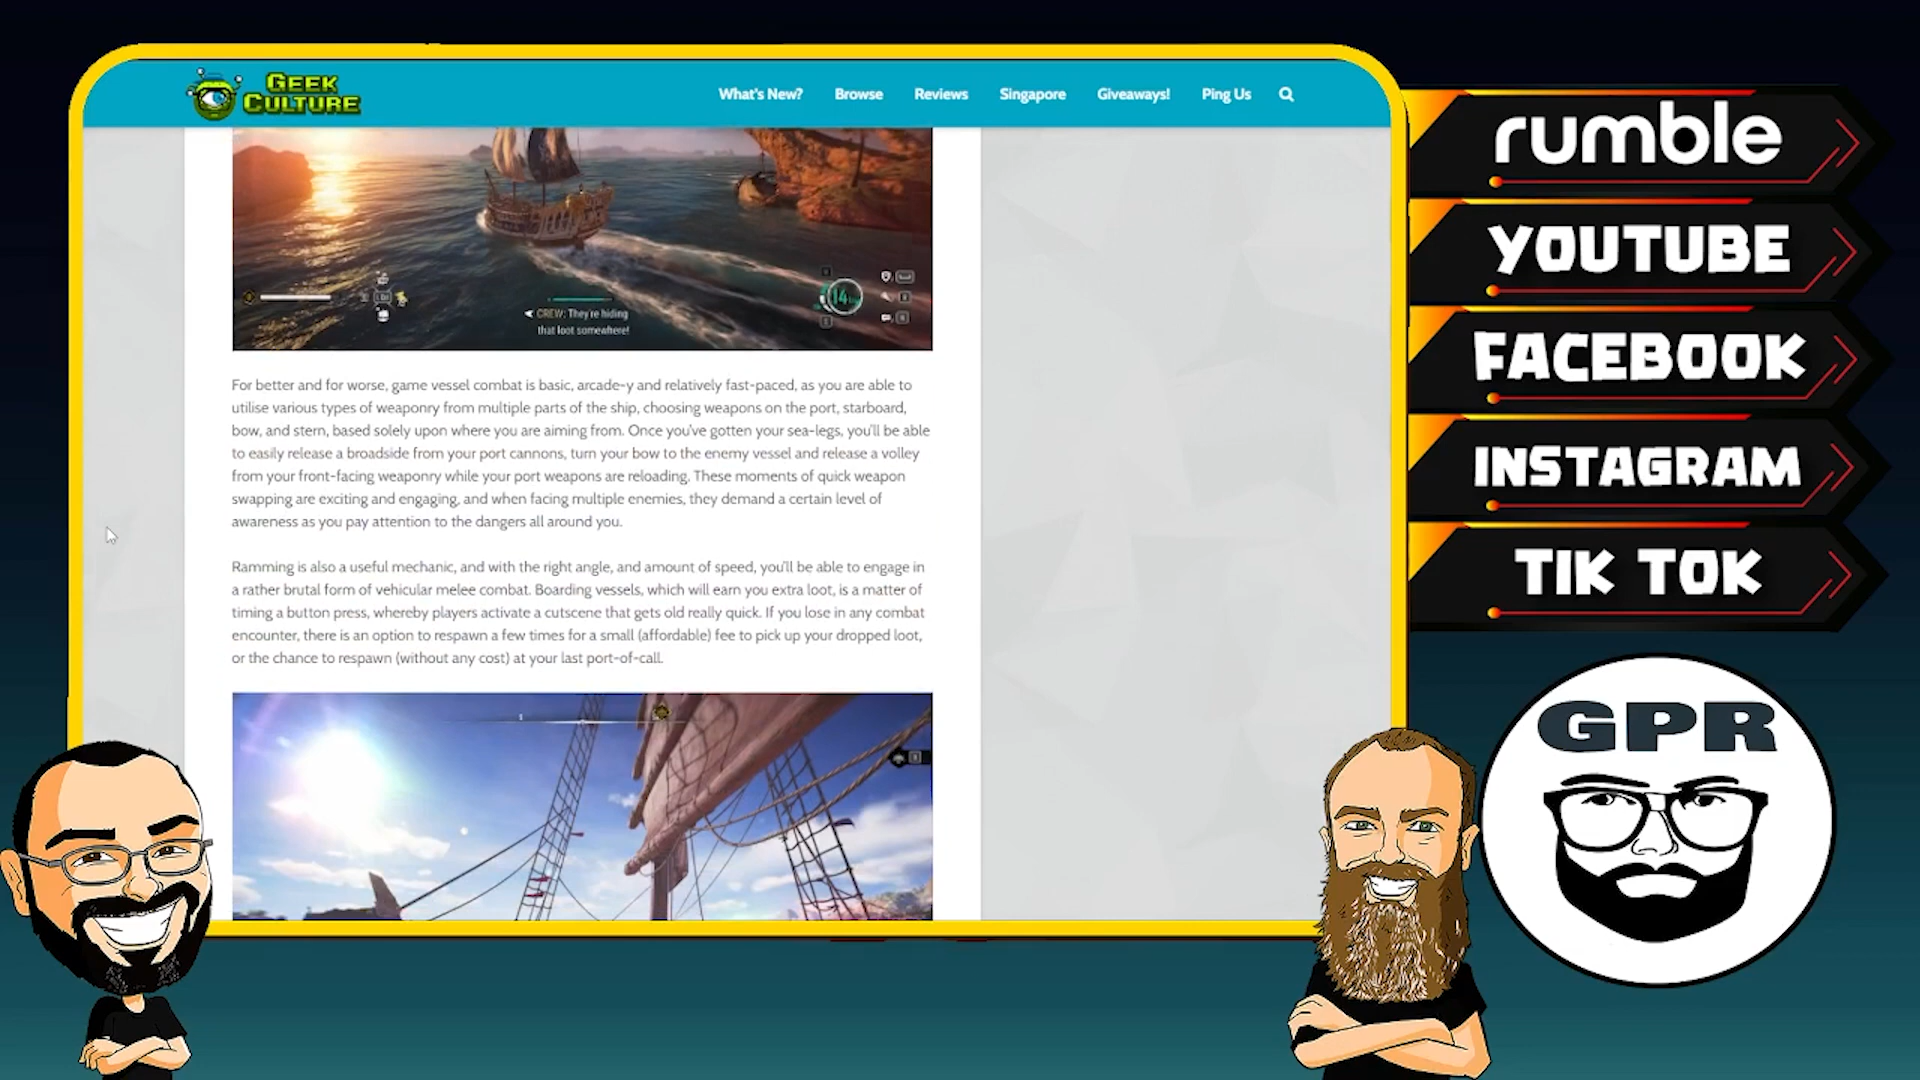 GEEK
CULTURE
What's New?
Browse
Reviews
Singapore
Giveaways!
Ping Us
CREW: They're hiding
that loot somewhere!
14
For better and for worse, game vessel combat is basic, arcade-y and relatively fast-paced, as you are able to
utilise various types of weaponry from multiple parts of the ship, choosing weapons on the port, starboard,
bow, and stern, based solely upon where you are aiming from. Once you've gotten your sea-legs, you'll be able
to easily release a broadside from your port cannons, turn your bow to the enemy vessel and release a volley
from your front-facing weaponry while your port weapons are reloading. These moments of quick weapon
swapping are exciting and engaging, and when facing multiple enemies, they demand a certain level of
awareness as you pay attention to the dangers all around you.
Ramming is also a useful mechanic, and with the right angle, and amount of speed, you'll be able to engage in
a rather brutal form of vehicular melee combat. Boarding vessels, which will earn you extra loot, is a matter of
timing a button press, whereby players activate a cutscene that gets old really quick. If you lose in any combat
encounter, there is an option to respawn a few times for a small (affordable) fee to pick up your dropped loot,
or the chance to respawn (without any cost) at your last port-of-call.
rumble
YOUTUBE
FACEBOOK
INSTAGRAM
TIK TOK
GPR